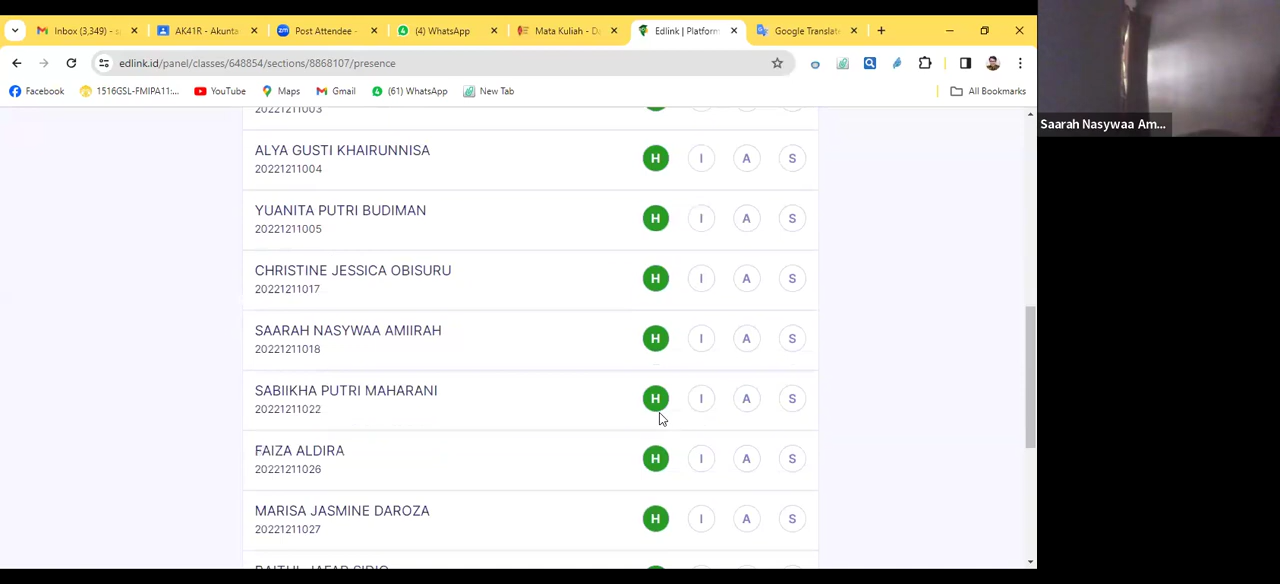 Inbox (3,349) - s
AK41R - Akunta
Post Attendee -
(4) WhatsApp
Mata Kuliah - Da
Edlink | Platform
Google Translate
edlink.id/panel/classes/648854/sections/8868107/presence
Facebook
1516GSL-FMIPA11:...
YouTube
Maps
Gmail
(61) WhatsApp
New Tab
All Bookmarks
Saarah Nasywaa Am...
20221211003
ALYA GUSTI KHAIRUNNISA
H I A S
20221211004
YUANITA PUTRI BUDIMAN
H I A S
20221211005
CHRISTINE JESSICA OBISURU
H I A S
20221211017
SAARAH NASYWAA AMIIRAH
H I A S
20221211018
SABIIKHA PUTRI MAHARANI
H I A S
20221211022
FAIZA ALDIRA
H I A S
20221211026
MARISA JASMINE DAROZA
H I A S
20221211027